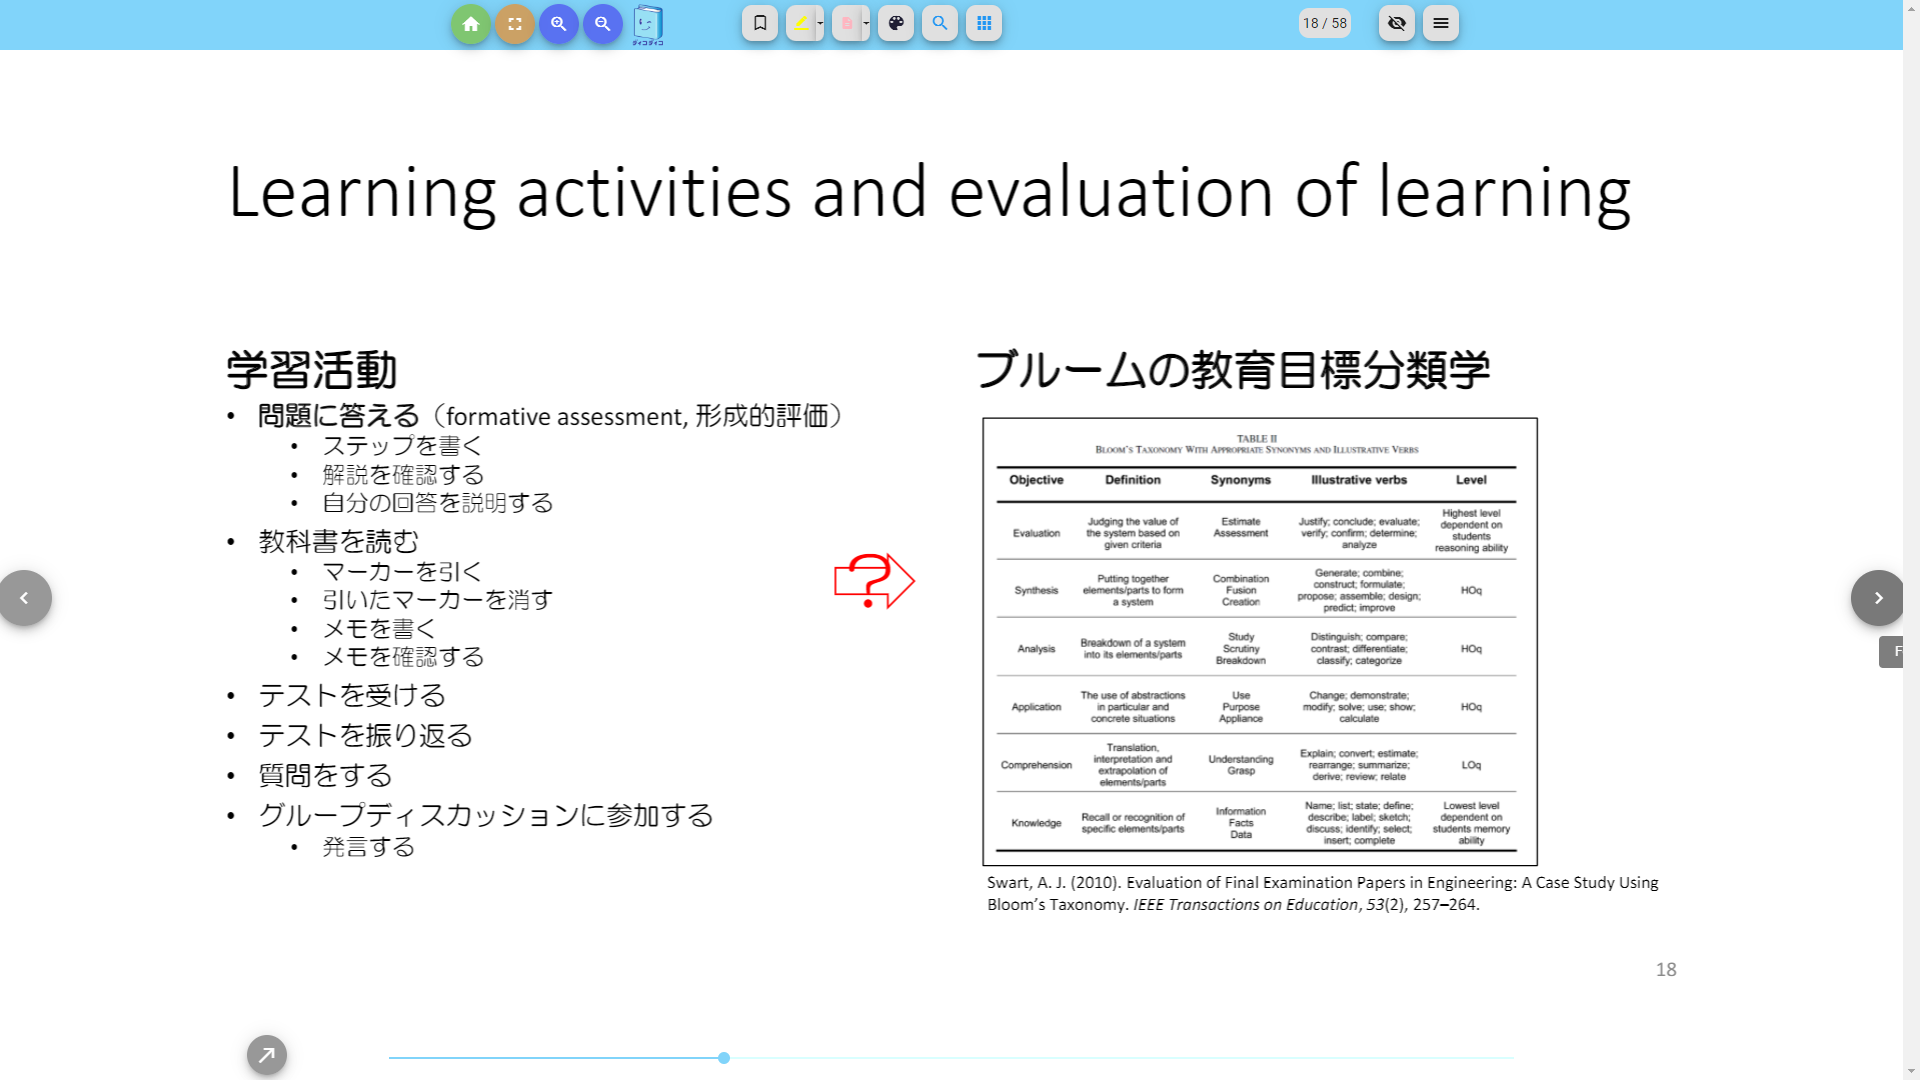 ダィコダィコ
18 / 58
Learning activities and evaluation of learning
学習活動
• 問題に答える（formative assessment, 形成的評価）
• ステップを書く
• 解説を確認する
• 自分の回答を説明する
• 教科書を読む
• マーカーを引く
• 引いたマーカーを消す
• メモを書く
• メモを確認する
• テストを受ける
• テストを振り返る
• 質問をする
• グループディスカッションに参加する
• 発言する
?
ブルームの教育目標分類学
TABLE II
BLOOM'S TAXONOMY WITH APPROPRIATE SYNONYMS AND ILLUSTRATIVE VERBS
Objective Definition Synonyms Illustrative verbs Level
Evaluation
Judging the value of
the system based on
given criteria
Estimate
Assessment
Justify; conclude; evaluate;
verify; confirm; determine;
analyze
Highest level
dependent on
students
reasoning ability
Synthesis
Putting together
elements/parts to form
a system
Combination
Fusion
Creation
Generate; combine;
construct; formulate;
propose; assemble; design;
predict; improve
HOq
Analysis
Breakdown of a system
into its elements/parts
Study
Scrutiny
Breakdown
Distinguish; compare;
contrast; differentiate;
classify; categorize
HOq
Application
The use of abstractions
in particular and
concrete situations
Use
Purpose
Appliance
Change; demonstrate;
modify; solve; use; show;
calculate
HOq
Comprehension
Translation,
interpretation and
extrapolation of
elements/parts
Understanding
Grasp
Explain; convert; estimate;
rearrange; summarize;
derive; review; relate
LOq
Knowledge
Recall or recognition of
specific elements/parts
Information
Facts
Data
Name; list; state; define;
describe; label; sketch;
discuss; identify; select;
insert; complete
Lowest level
dependent on
students memory
ability
Swart, A. J. (2010). Evaluation of Final Examination Papers in Engineering: A Case Study Using
Bloom's Taxonomy. IEEE Transactions on Education, 53(2), 257–264.
18